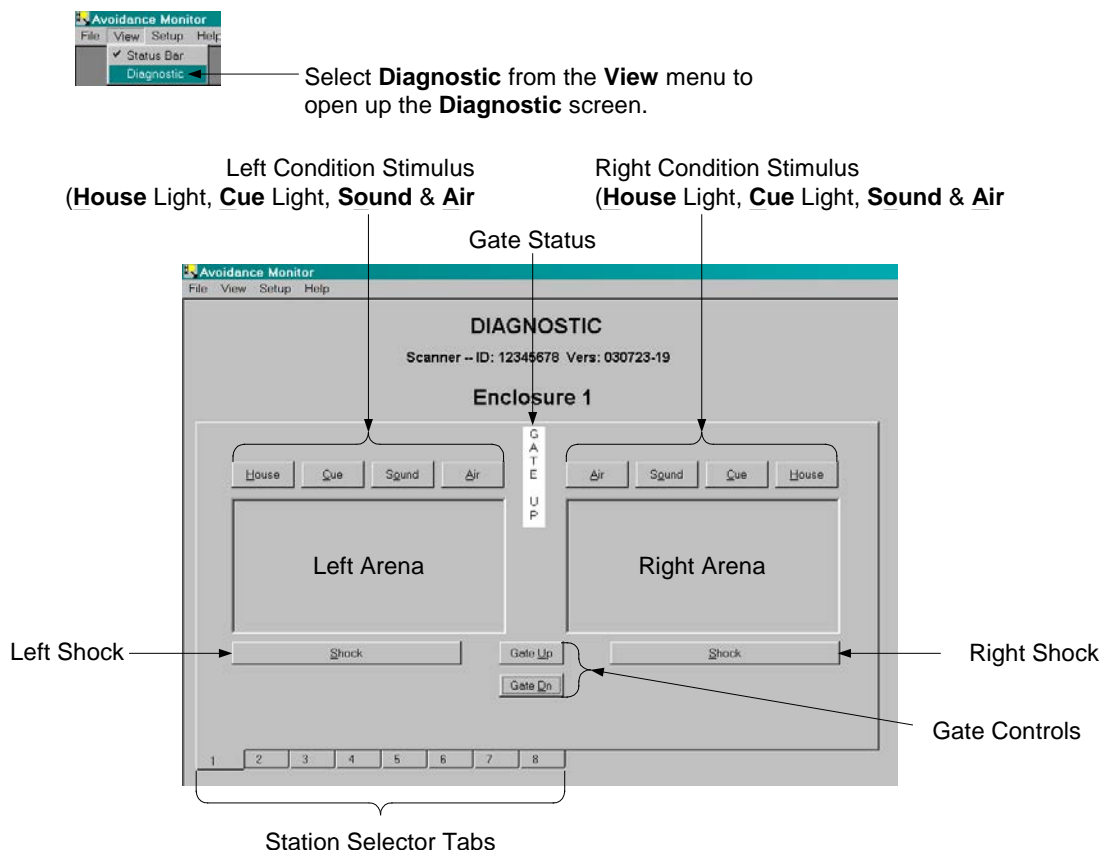 Avoidance Monitor
File View Setup Help
✔ Status Bar
Diagnostic
Select Diagnostic from the View menu to
open up the Diagnostic screen.
Left Condition Stimulus
(House Light, Cue Light, Sound & Air
Right Condition Stimulus
(House Light, Cue Light, Sound & Air
Gate Status
Avoidance Monitor
File View Setup Help
DIAGNOSTIC
Scanner -- ID: 12345678 Vers: 030723-19
Enclosure 1
GATE UP
House Cue Sound Air
Air Sound Cue House
Left Arena
Right Arena
Left Shock
Shock
Gate Up
Shock
Right Shock
Gate Dn
Gate Controls
1 2 3 4 5 6 7 8
Station Selector Tabs